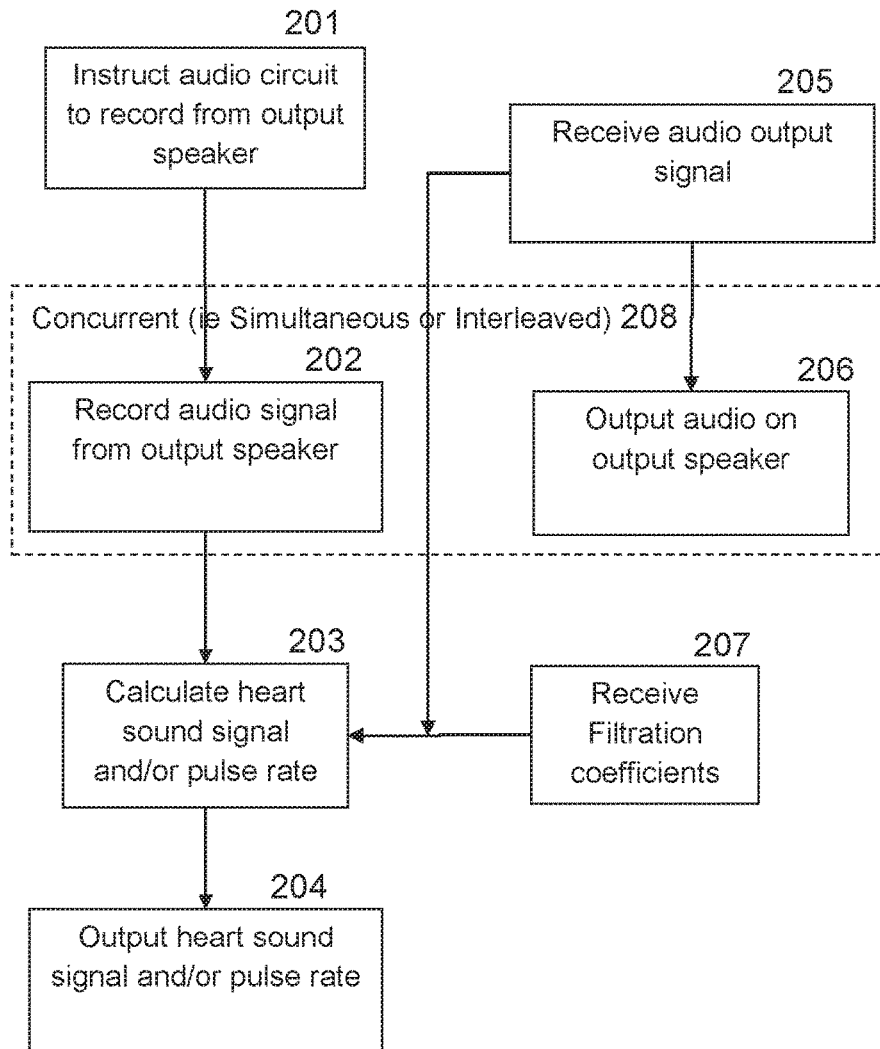 201
Instruct audio circuit
to record from output
speaker
205
Receive audio output
signal
Concurrent (ie Simultaneous or Interleaved) 208
202
Record audio signal
from output speaker
206
Output audio on
output speaker
203
Calculate heart
sound signal
and/or pulse rate
207
Receive
Filtration
coefficients
204
Output heart sound
signal and/or pulse rate